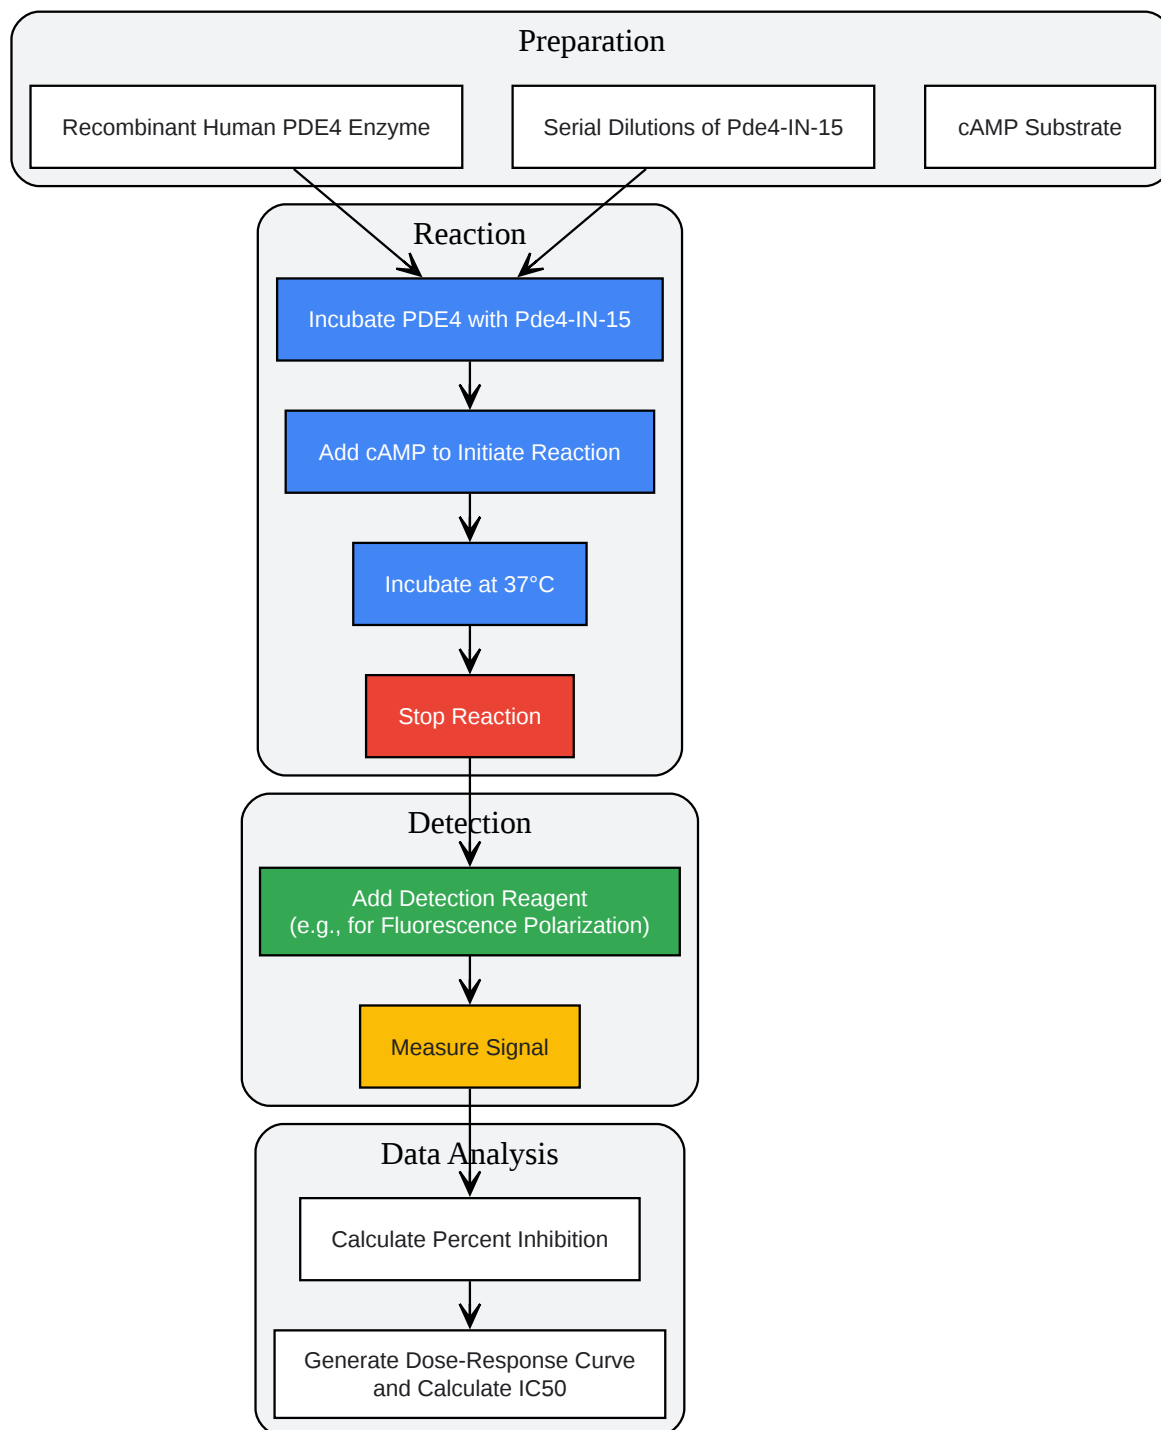 Preparation
Recombinant Human PDE4 Enzyme
Serial Dilutions of Pde4-IN-15
cAMP Substrate
Reaction
Incubate PDE4 with Pde4-IN-15
Add cAMP to Initiate Reaction
Incubate at 37°C
Stop Reaction
Detection
Add Detection Reagent
(e.g., for Fluorescence Polarization)
Measure Signal
Data Analysis
Calculate Percent Inhibition
Generate Dose-Response Curve
and Calculate IC50